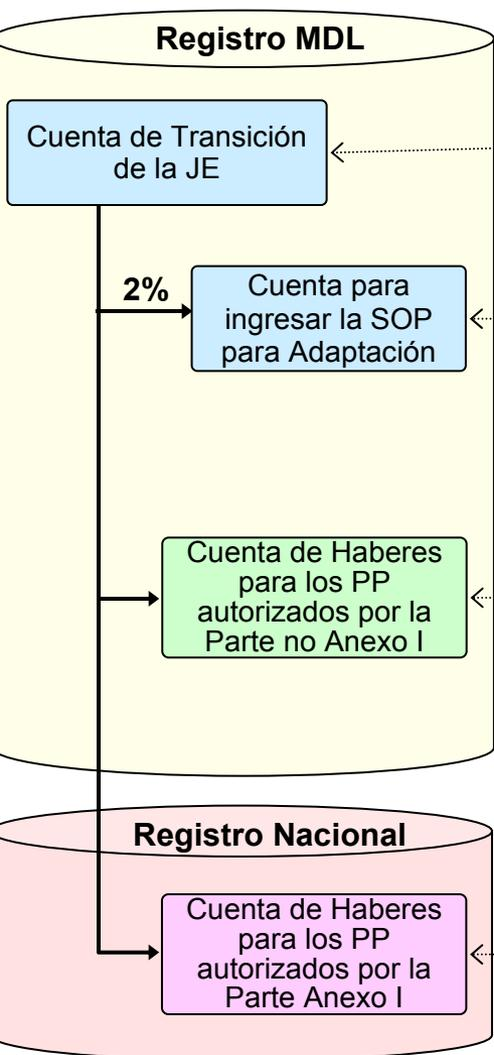 Registro MDL
Cuenta de Transición
de la JE
2%
Cuenta para
ingresar la SOP
para Adaptación
Cuenta de Haberes
para los PP
autorizados por la
Parte no Anexo I
Registro Nacional
Cuenta de Haberes
para los PP
autorizados por la
Parte Anexo I